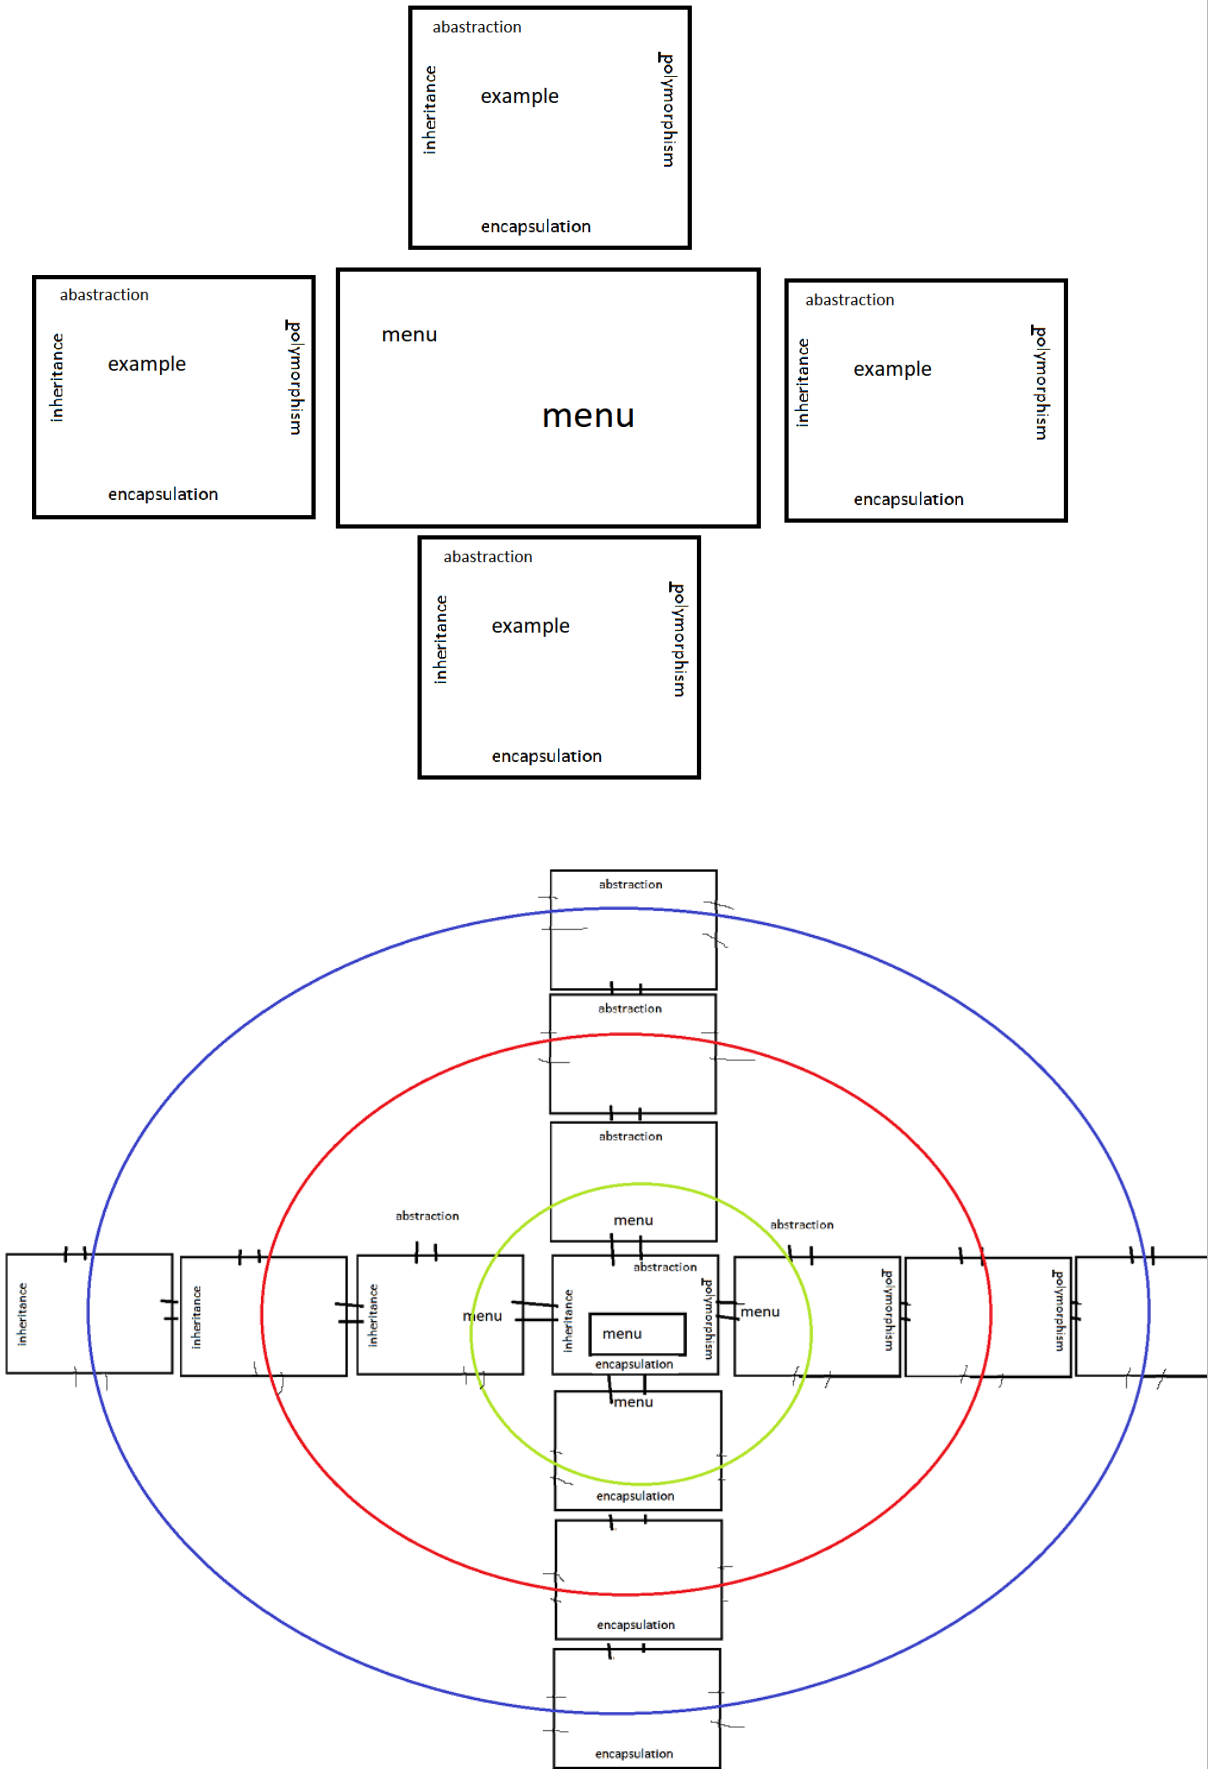 abastraction
inheritance
example
polymorphism
encapsulation
abastraction
inheritance
example
polymorphism
encapsulation
menu
menu
abastraction
inheritance
example
polymorphism
encapsulation
abastraction
inheritance
example
polymorphism
encapsulation
abstraction
abstraction
abstraction
menu
abstraction
abstraction
inheritance
inheritance
inheritance
menu
abstraction
inheritance
menu
polymorphism
encapsulation
menu
polymorphism
polymorphism
menu
encapsulation
encapsulation
encapsulation